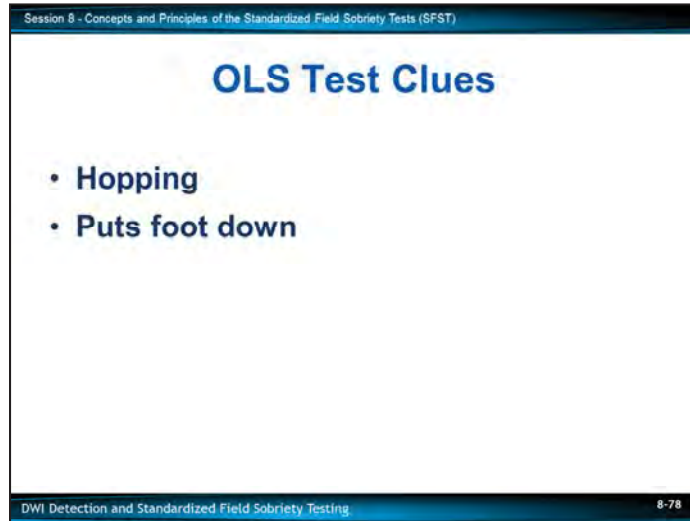 Session 8 - Concepts and Principles of the Standardized Field Sobriety Tests (SFST)
OLS Test Clues
• Hopping
• Puts foot down
DWI Detection and Standardized Field Sobriety Testing
8-78